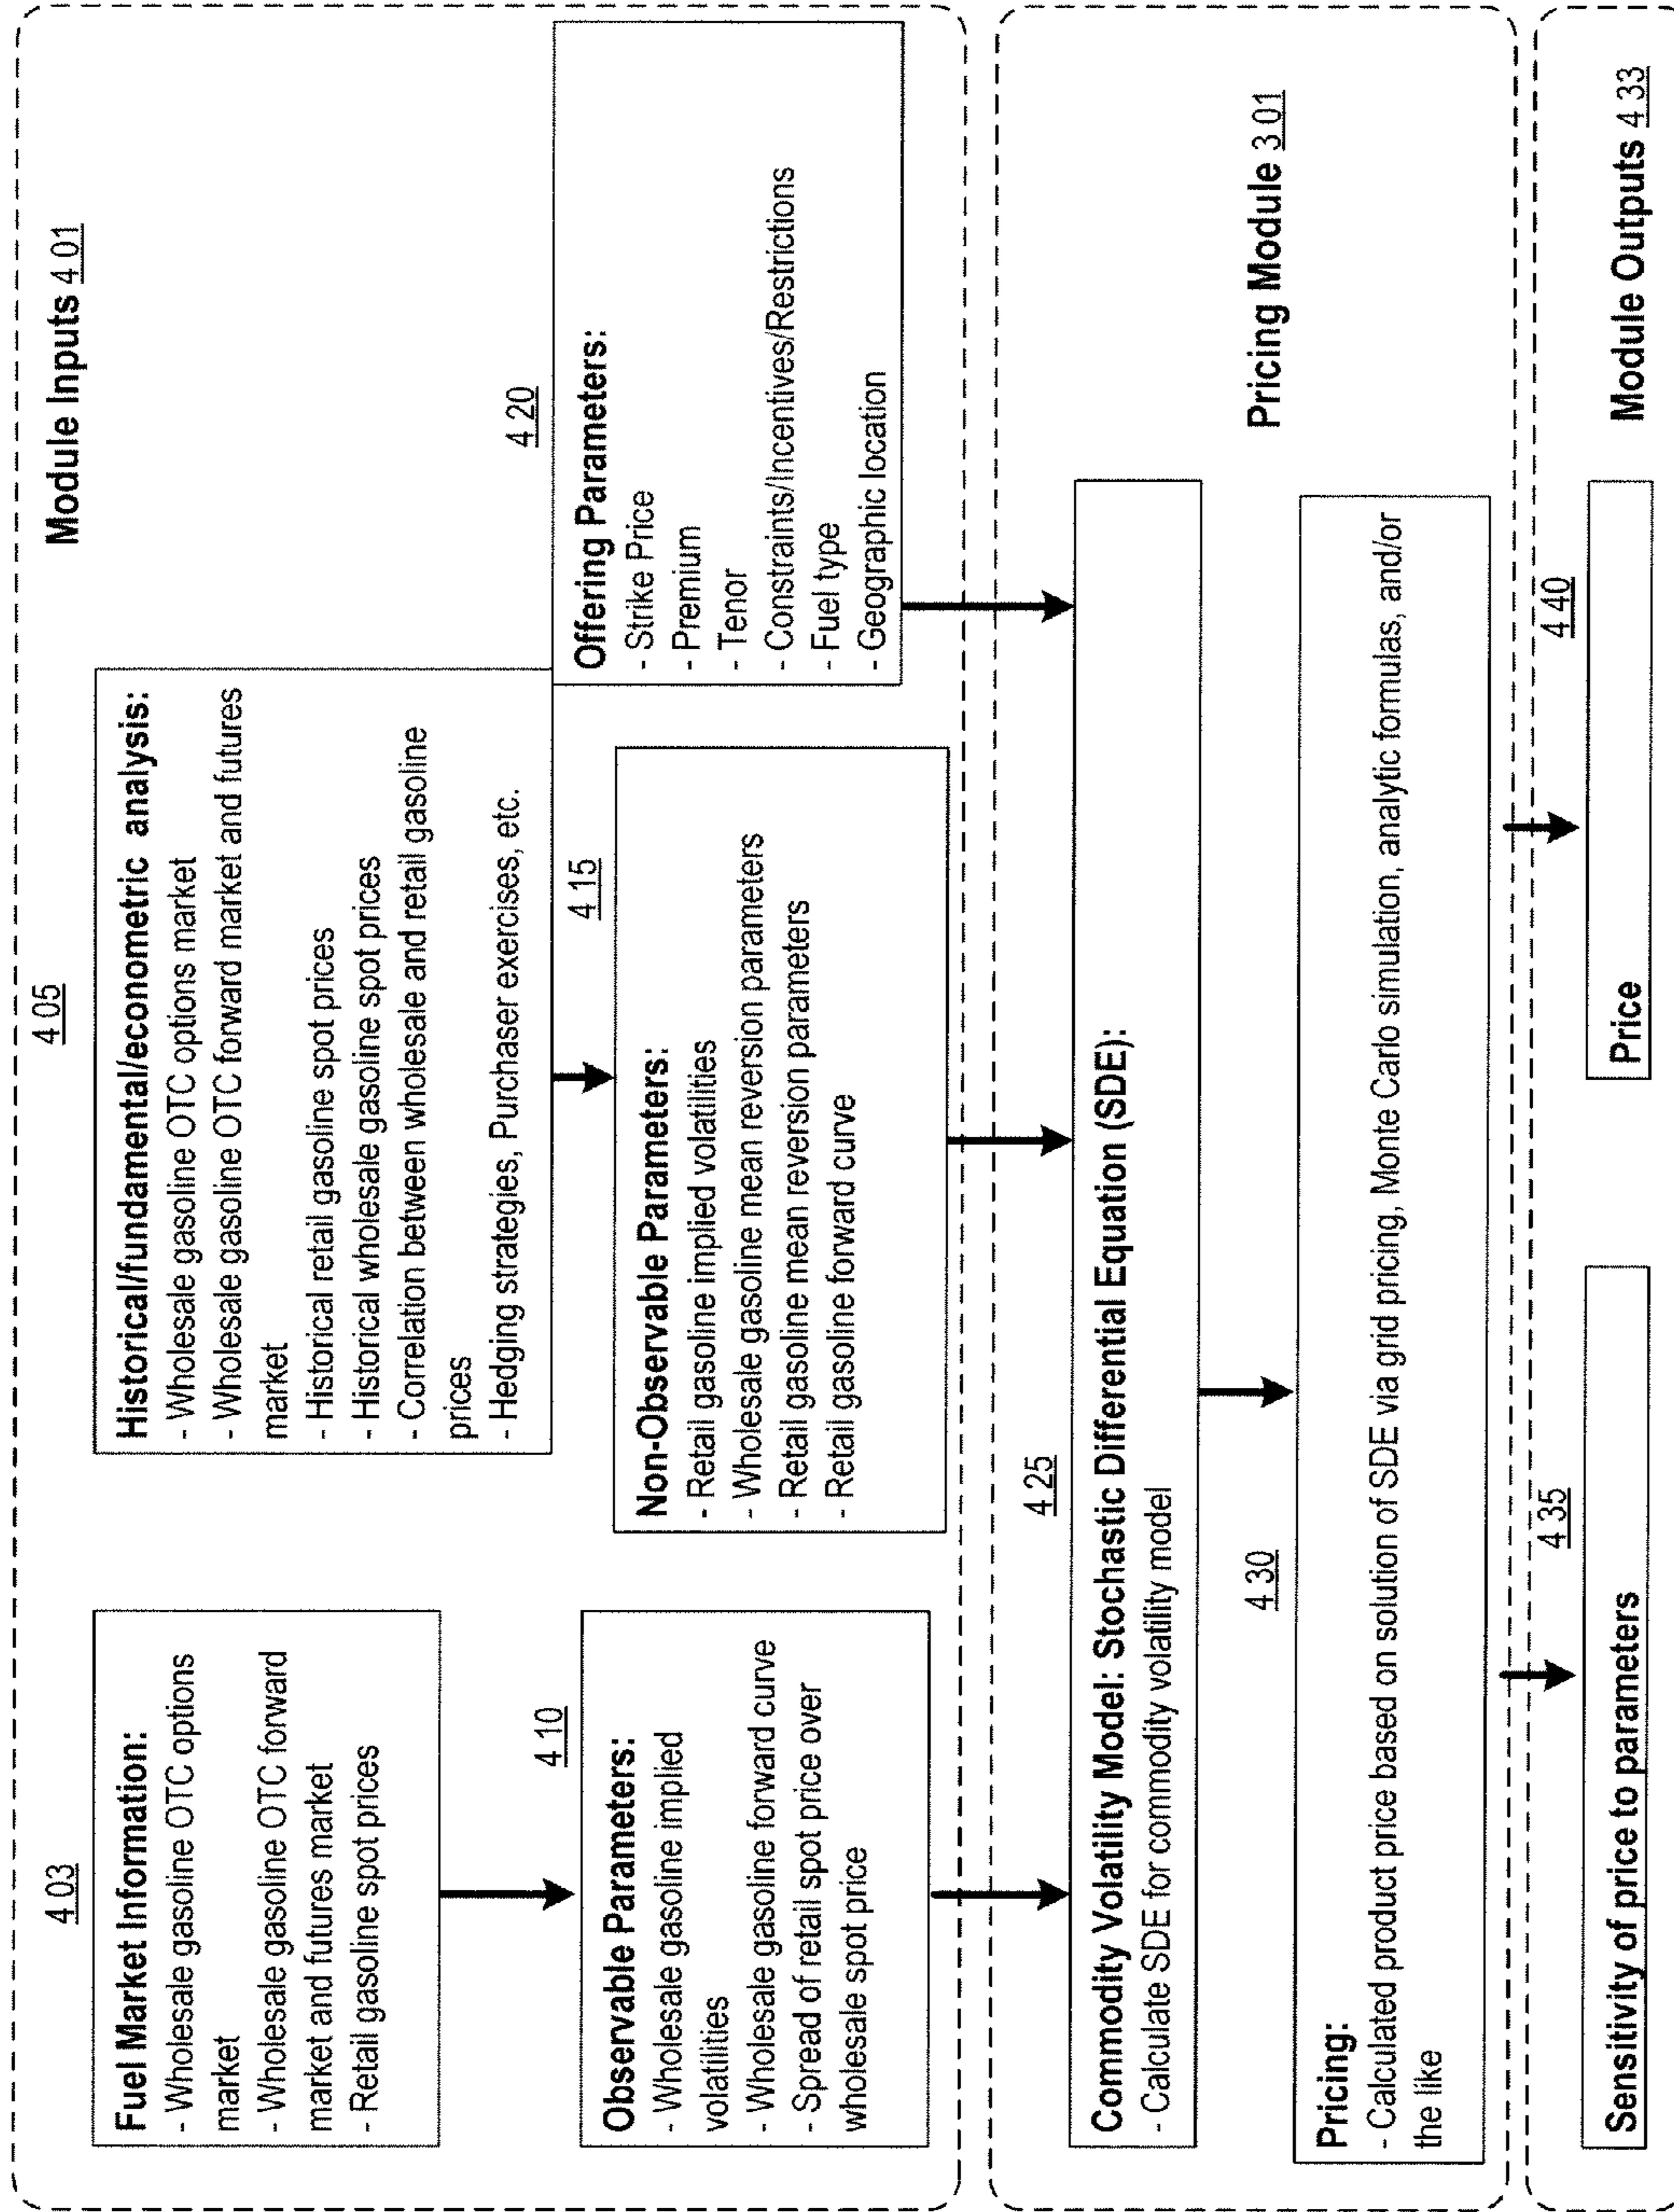 Module Inputs 4 01
4 03
Fuel Market Information:
- Wholesale gasoline OTC options
market
- Wholesale gasoline OTC forward
market and futures market
- Retail gasoline spot prices
4 05
Historical/fundamental/econometric analysis:
- Wholesale gasoline OTC options market
- Wholesale gasoline OTC forward market and futures
market
- Historical retail gasoline spot prices
- Historical wholesale gasoline spot prices
- Correlation between wholesale and retail gasoline
prices
- Hedging strategies, Purchaser exercises, etc.
4 10
Observable Parameters:
- Wholesale gasoline implied
volatilities
- Wholesale gasoline forward curve
- Spread of retail spot price over
wholesale spot price
4 15
Non-Observable Parameters:
- Retail gasoline implied volatilities
- Wholesale gasoline mean reversion parameters
- Retail gasoline mean reversion parameters
- Retail gasoline forward curve
4 20
Offering Parameters:
- Strike Price
- Premium
- Tenor
- Constraints/Incentives/Restrictions
- Fuel type
- Geographic location
4 25
Commodity Volatility Model: Stochastic Differential Equation (SDE):
- Calculate SDE for commodity volatility model
Pricing Module 3 01
4 30
Pricing:
- Calculated product price based on solution of SDE via grid pricing, Monte Carlo simulation, analytic formulas, and/or
the like
4 35
Sensitivity of price to parameters
4 40
Price
Module Outputs 4 33